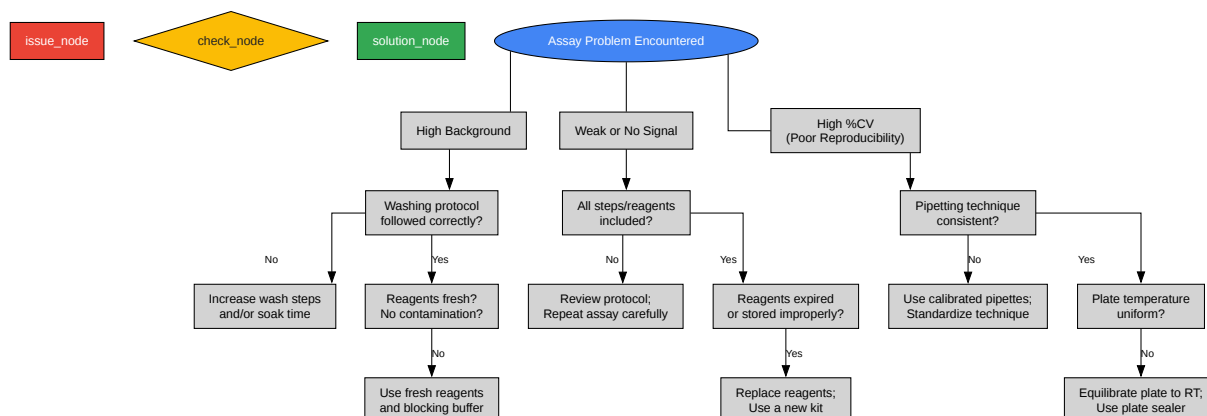 issue_node
check_node
solution_node
Assay Problem Encountered
High Background
Weak or No Signal
High %CV
(Poor Reproducibility)
Washing protocol
followed correctly?
All steps/reagents
included?
Pipetting technique
consistent?
No
Yes
No
Yes
No
Yes
Increase wash steps
and/or soak time
Reagents fresh?
No contamination?
Review protocol;
Repeat assay carefully
Reagents expired
or stored improperly?
Use calibrated pipettes;
Standardize technique
Plate temperature
uniform?
No
Yes
No
Use fresh reagents
and blocking buffer
Replace reagents;
Use a new kit
Equilibrate plate to RT;
Use plate sealer